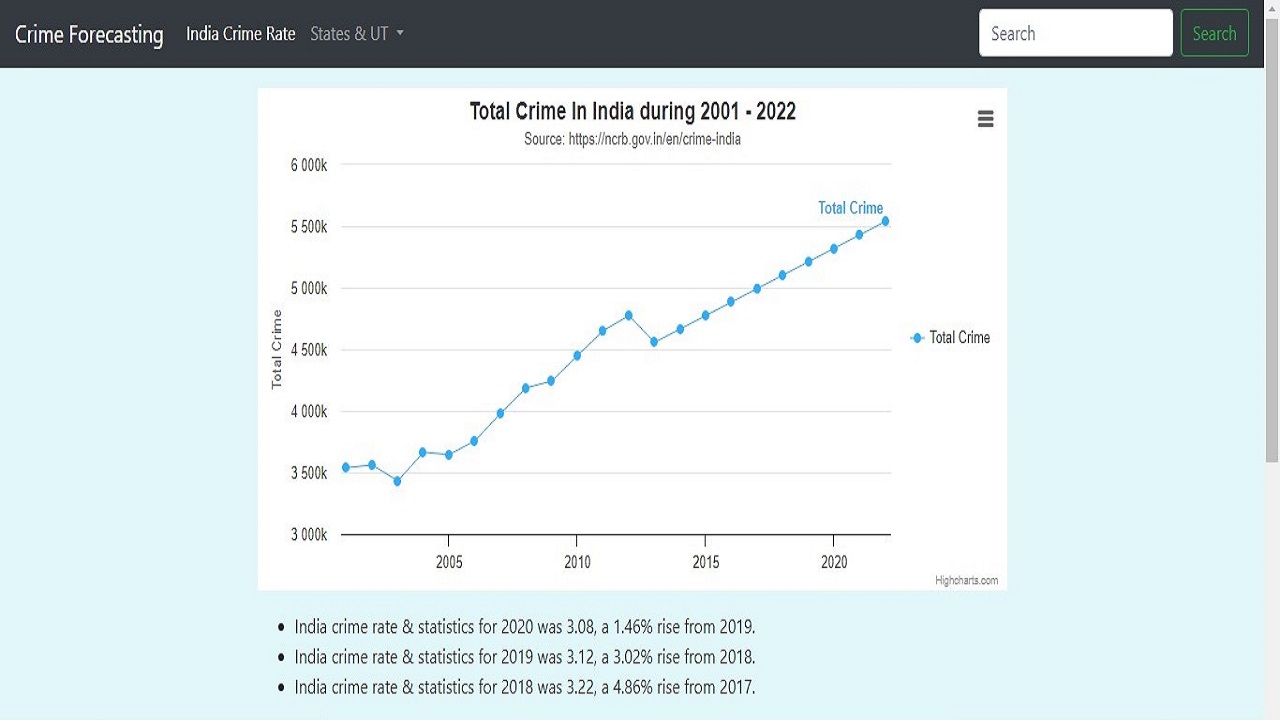 Crime Forecasting India Crime Rate States & UT Search Search
Total Crime In India during 2001 - 2022
Source: https://ncrb.gov.in/en/crime-india
6 000k
Total Crime
5 500k
5 000k
Total Crime
4 500k
Total Crime
4 000k
3 500k
3 000k
2005 2010 2015 2020
Highcharts.com
• India crime rate & statistics for 2020 was 3.08, a 1.46% rise from 2019.
• India crime rate & statistics for 2019 was 3.12, a 3.02% rise from 2018.
• India crime rate & statistics for 2018 was 3.22, a 4.86% rise from 2017.